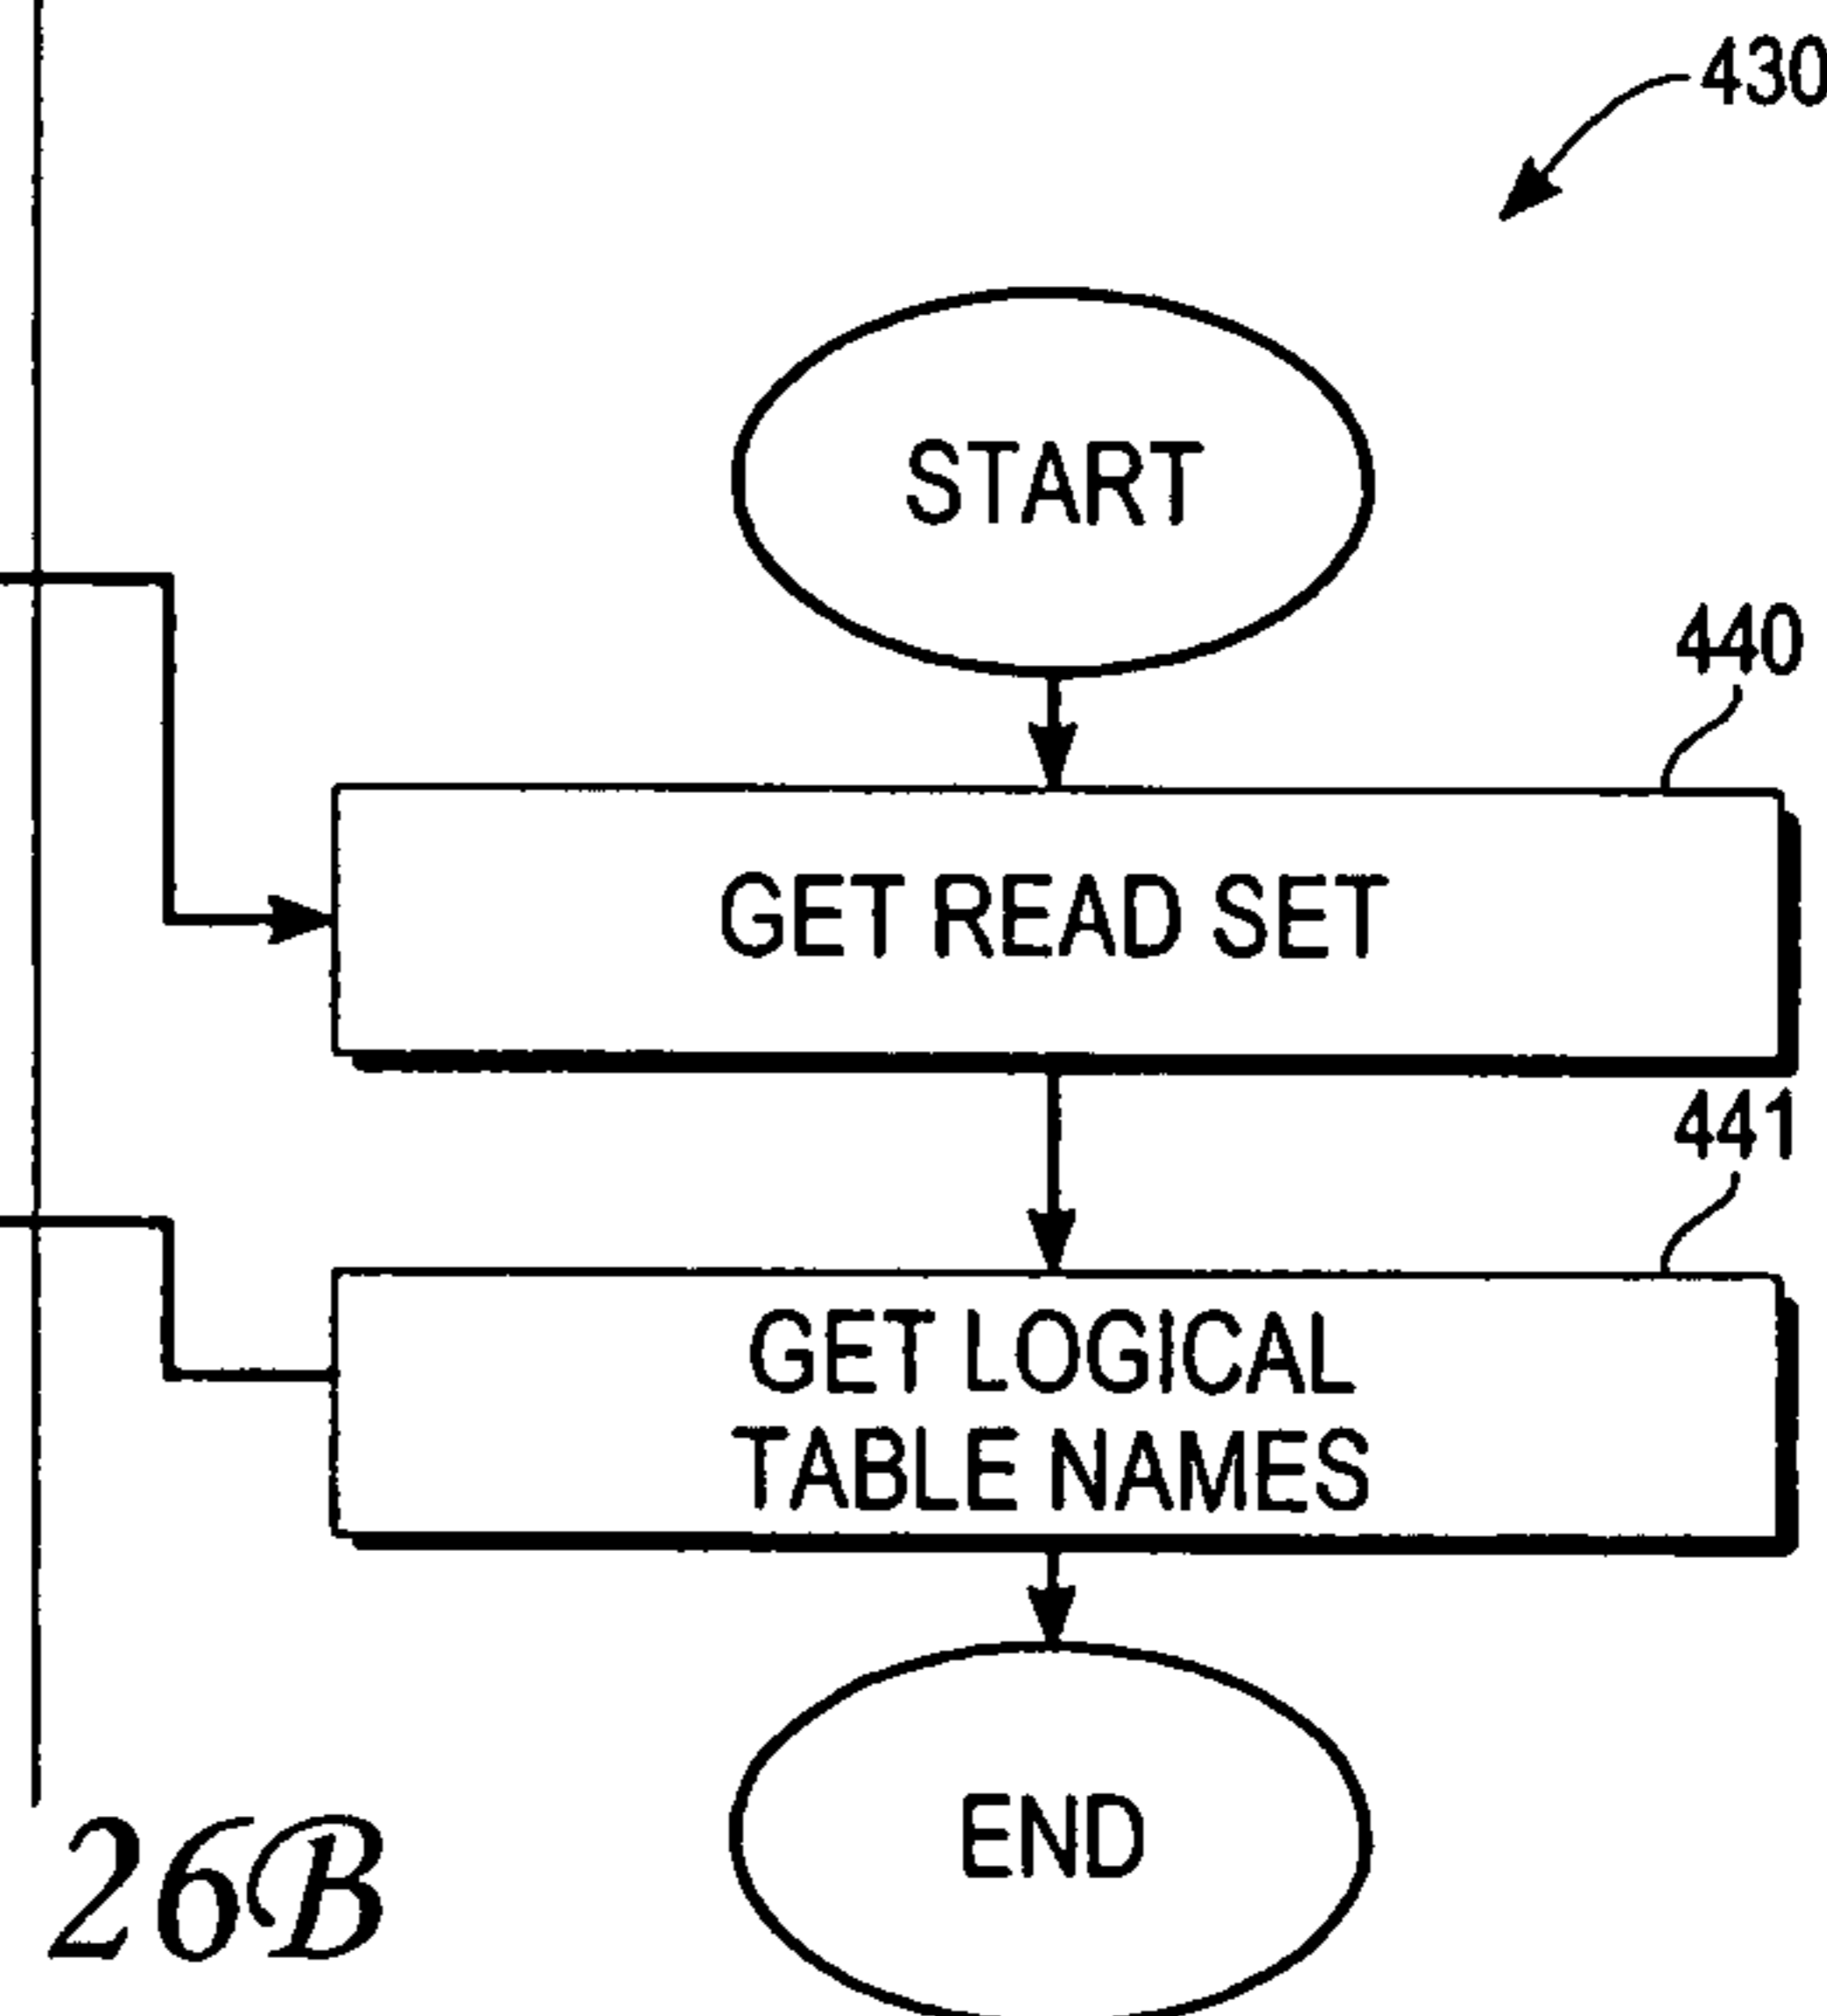 430
START
440
GET READ SET
441
GET LOGICAL
TABLE NAMES
END
26B